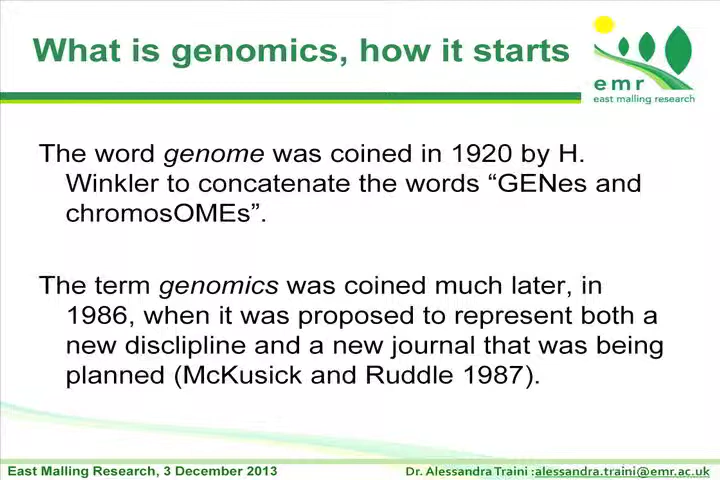 What is genomics, how it starts
emr
east malling research
The word genome was coined in 1920 by H.
Winkler to concatenate the words “GENes and
chromosOMEs”.
The term genomics was coined much later, in
1986, when it was proposed to represent both a
new disclipline and a new journal that was being
planned (McKusick and Ruddle 1987).
East Malling Research, 3 December 2013
Dr. Alessandra Traini :alessandra.traini@emr.ac.uk